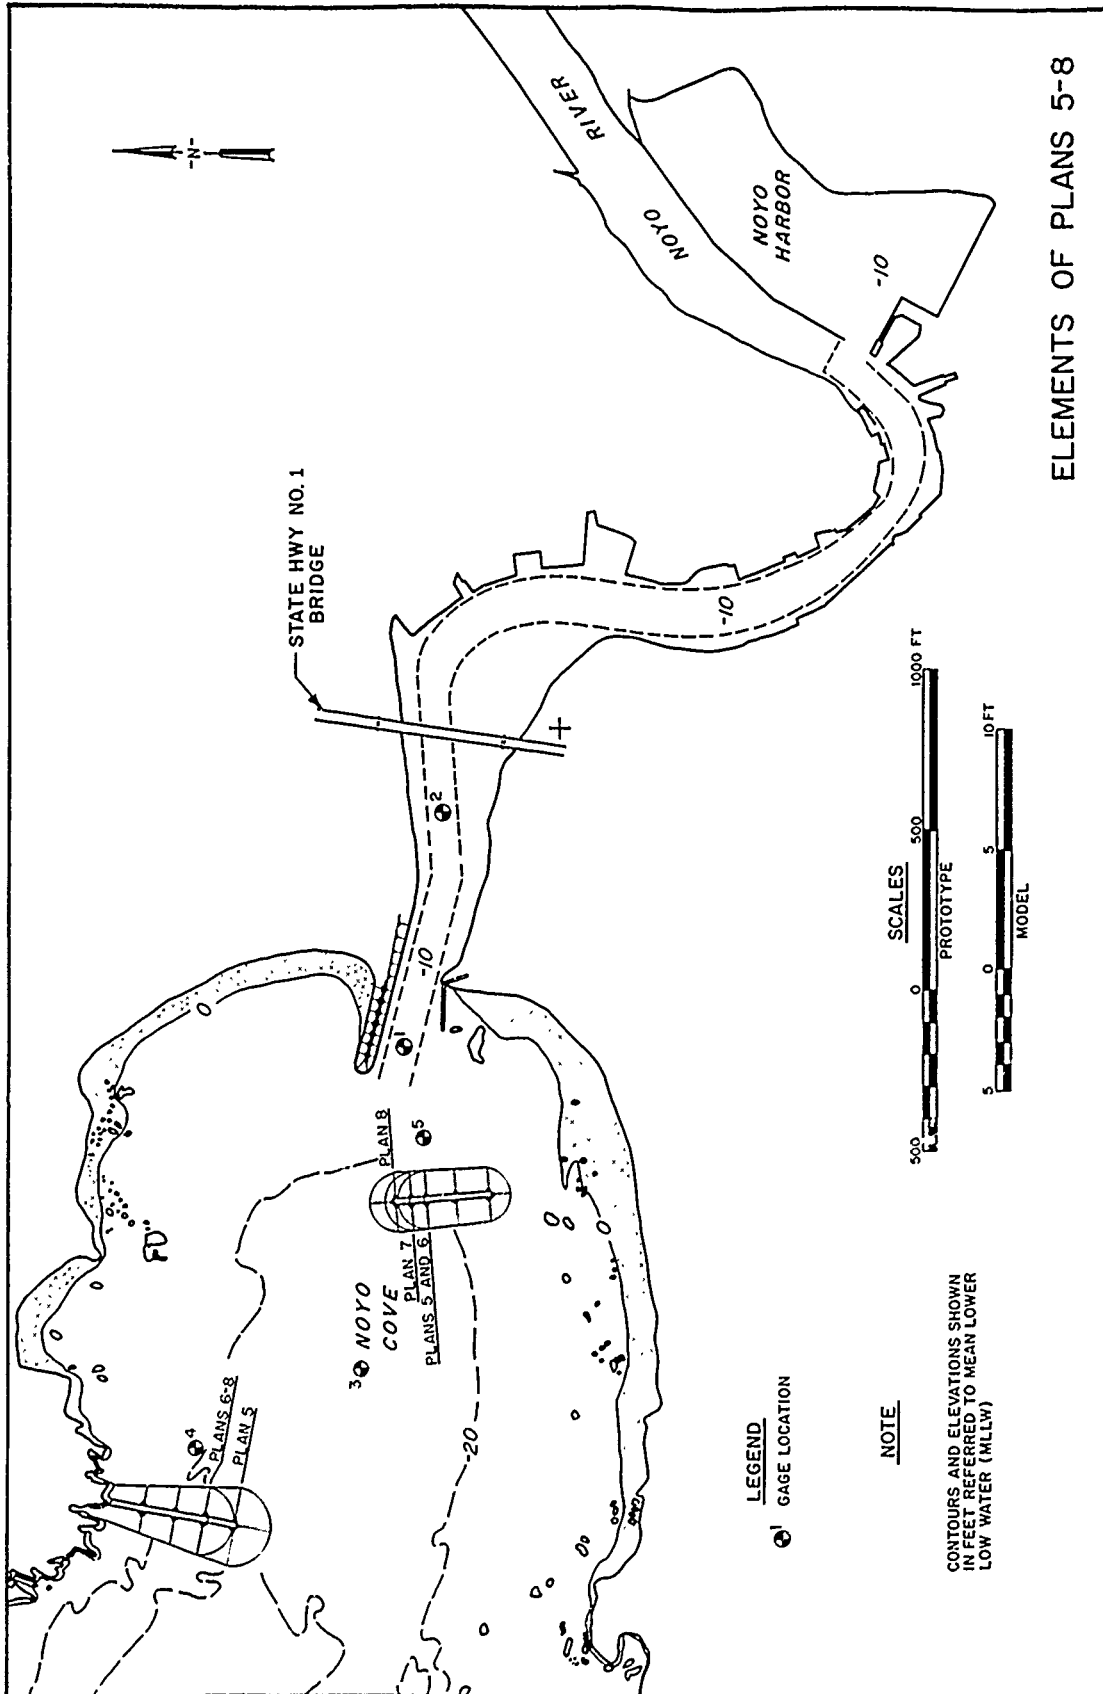 -N-
RIVER
NOYO
NOYO
HARBOR
-10
STATE HWY NO. 1
BRIDGE
-10
2
-10
1
0
5
PLAN 8
PLAN 7
PLANS 5 AND 6
3
NOYO
COVE
4
PLANS 6-8
PLAN 5
-20
0
LEGEND
1 GAGE LOCATION
NOTE
CONTOURS AND ELEVATIONS SHOWN
IN FEET REFERRED TO MEAN LOWER
LOW WATER (MLLW)
SCALES
500 0 500 1000 FT
PROTOTYPE
5 0 5 10 FT
MODEL
ELEMENTS OF PLANS 5-8